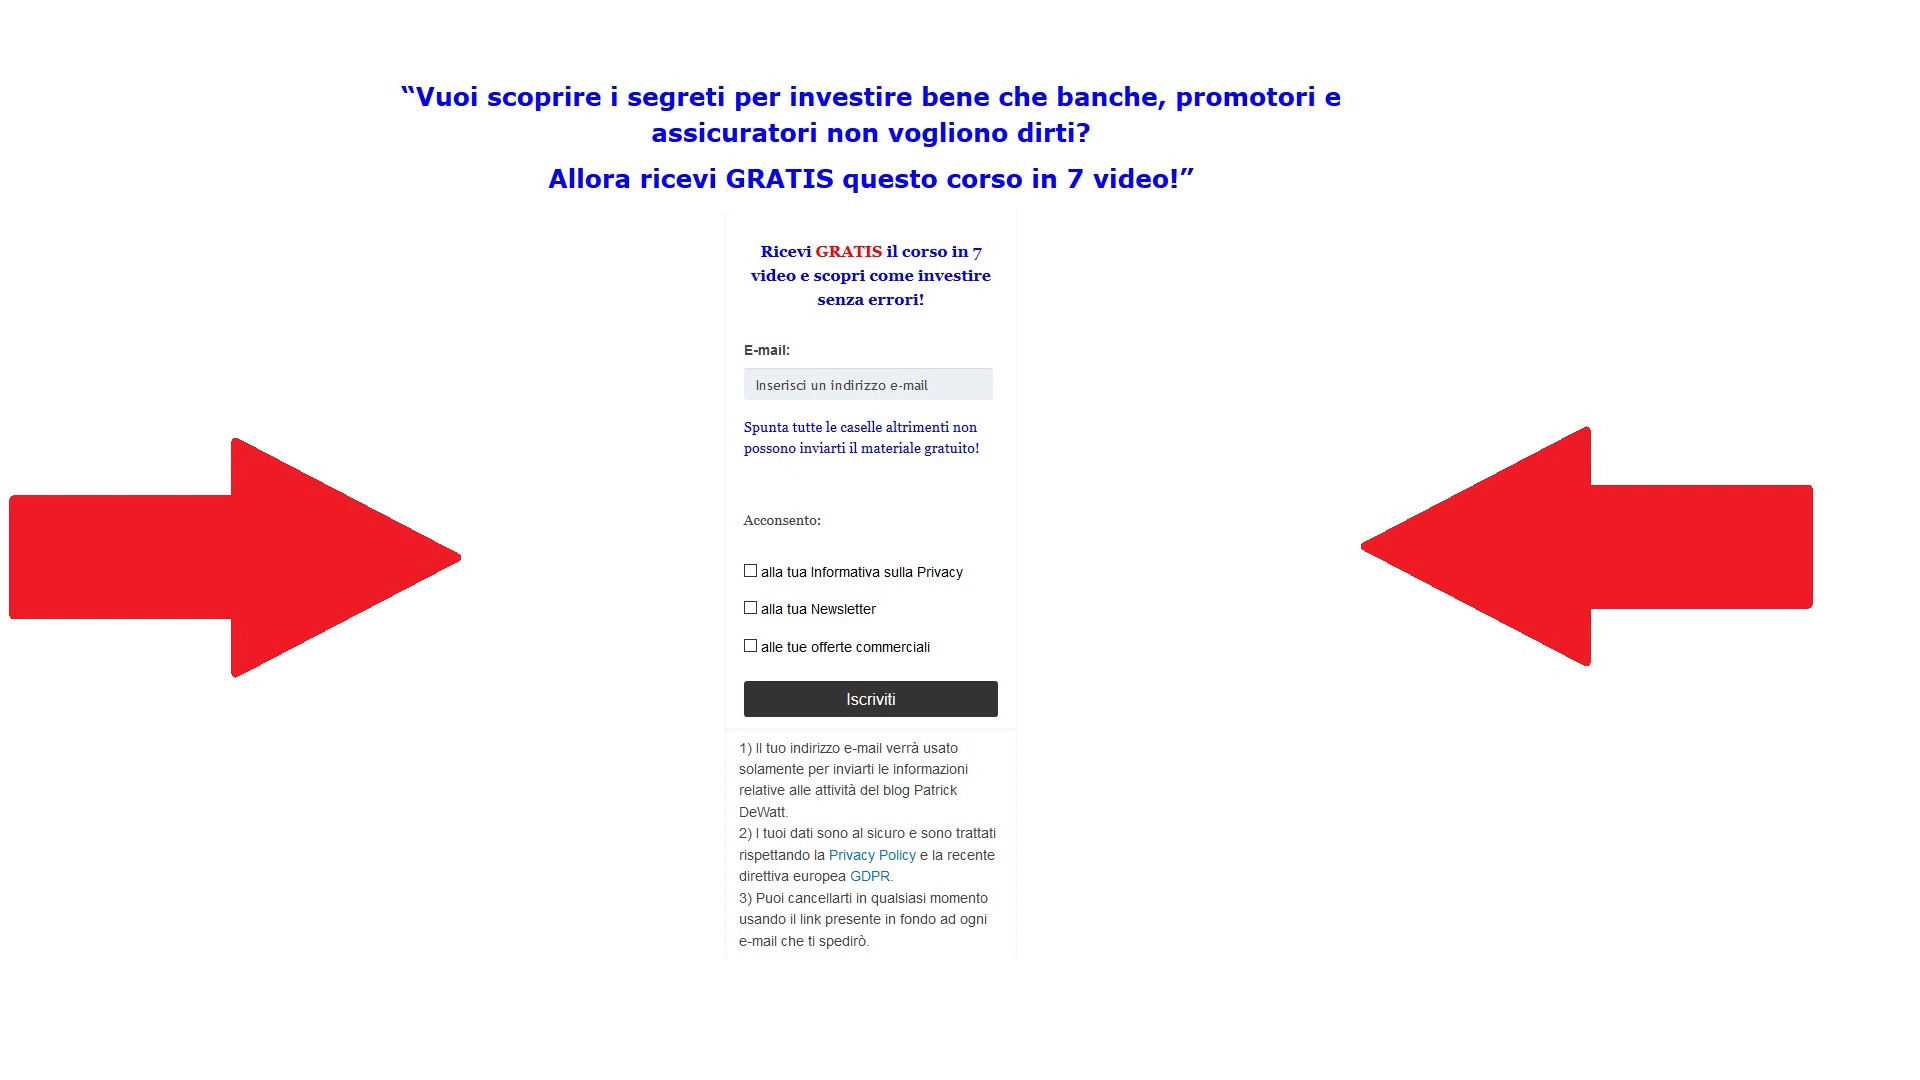 “Vuoi scoprire i segreti per investire bene che banche, promotori e
assicuratori non vogliono dirti?
Allora ricevi GRATIS questo corso in 7 video!”
Ricevi GRATIS il corso in 7
video e scopri come investire
senza errori!
E-mail:
Inserisci un indirizzo e-mail
Spunta tutte le caselle altrimenti non
possono inviarti il materiale gratuito!
Acconsento:
alla tua Informativa sulla Privacy
alla tua Newsletter
alle tue offerte commerciali
Iscriviti
1) Il tuo indirizzo e-mail verrà usato
solamente per inviarti le informazioni
relative alle attività del blog Patrick
DeWatt.
2) I tuoi dati sono al sicuro e sono trattati
rispettando la Privacy Policy e la recente
direttiva europea GDPR.
3) Puoi cancellarti in qualsiasi momento
usando il link presente in fondo ad ogni
e-mail che ti spedirò.